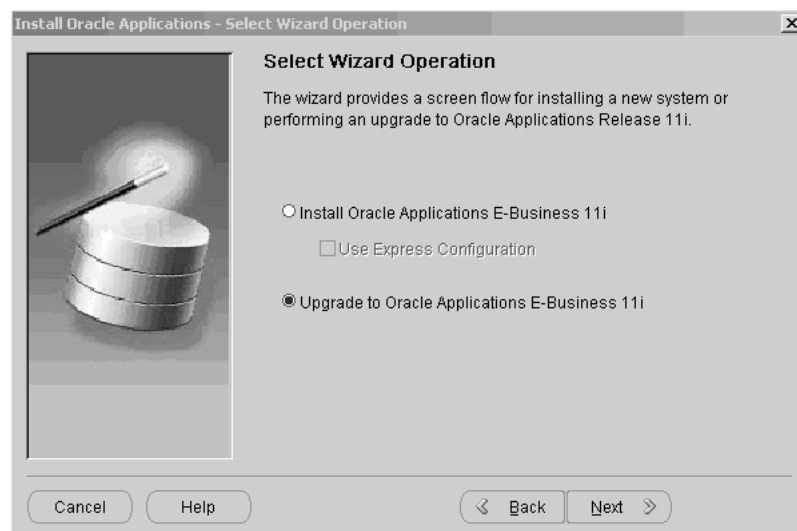 Install Oracle Applications - Select Wizard Operation
Select Wizard Operation
The wizard provides a screen flow for installing a new system or
performing an upgrade to Oracle Applications Release 11i.
Install Oracle Applications E-Business 11i
Use Express Configuration
Upgrade to Oracle Applications E-Business 11i
Cancel Help Back Next